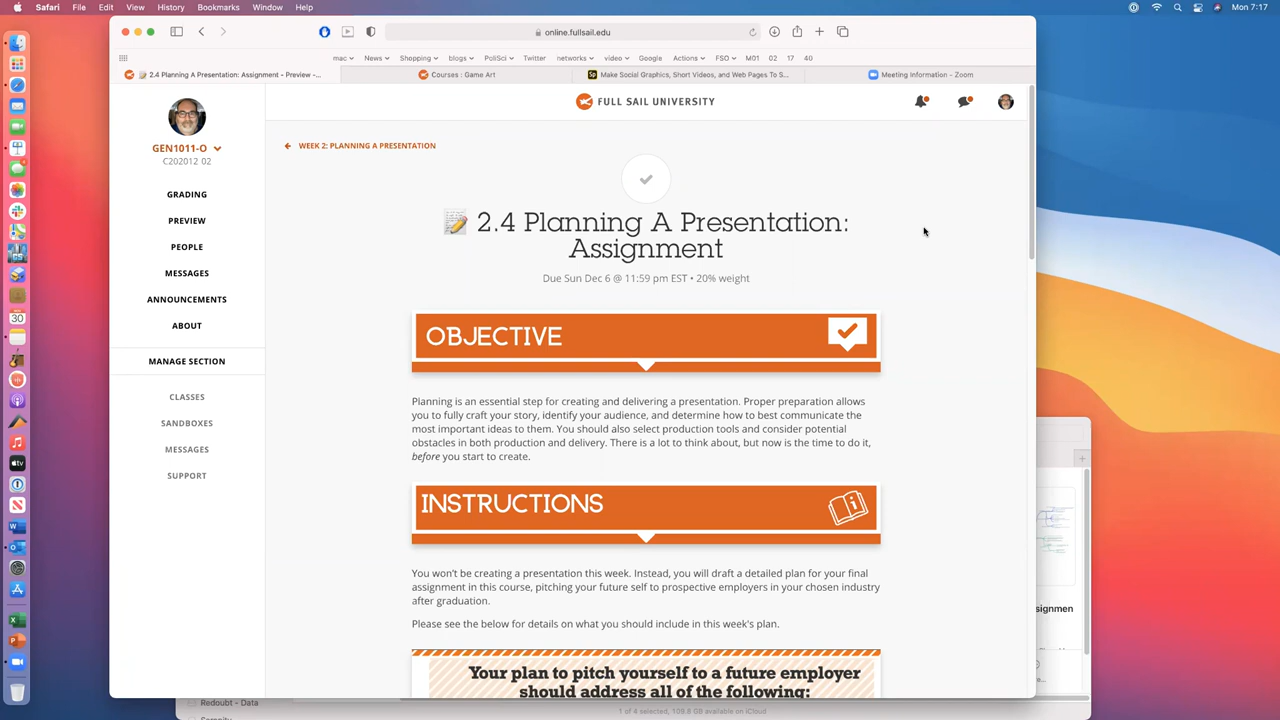 Safari File Edit View History Bookmarks Window Help
Mon 7:17
online.fullsail.edu
mac News Shopping blogs PoliSci Twitter networks video Google Actions FSO M01 02 17 40
2.4 Planning A Presentation: Assignment - Preview -...
Courses : Game Art
Sp Make Social Graphics, Short Videos, and Web Pages To S...
Meeting Information - Zoom
FULL SAIL UNIVERSITY
GEN1011-O
C202012 02
GRADING
PREVIEW
PEOPLE
MESSAGES
ANNOUNCEMENTS
ABOUT
MANAGE SECTION
CLASSES
SANDBOXES
MESSAGES
SUPPORT
WEEK 2: PLANNING A PRESENTATION
2.4 Planning A Presentation:
Assignment
Due Sun Dec 6 @ 11:59 pm EST • 20% weight
OBJECTIVE
Planning is an essential step for creating and delivering a presentation. Proper preparation allows
you to fully craft your story, identify your audience, and determine how to best communicate the
most important ideas to them. You should also select production tools and consider potential
obstacles in both production and delivery. There is a lot to think about, but now is the time to do it,
before you start to create.
INSTRUCTIONS
You won't be creating a presentation this week. Instead, you will draft a detailed plan for your final
assignment in this course, pitching your future self to prospective employers in your chosen industry
after graduation.
Please see the below for details on what you should include in this week's plan.
Your plan to pitch yourself to a future employer
should address all of the following:
30
Redoubt - Data
1 of 4 selected, 109.8 GB available on iCloud